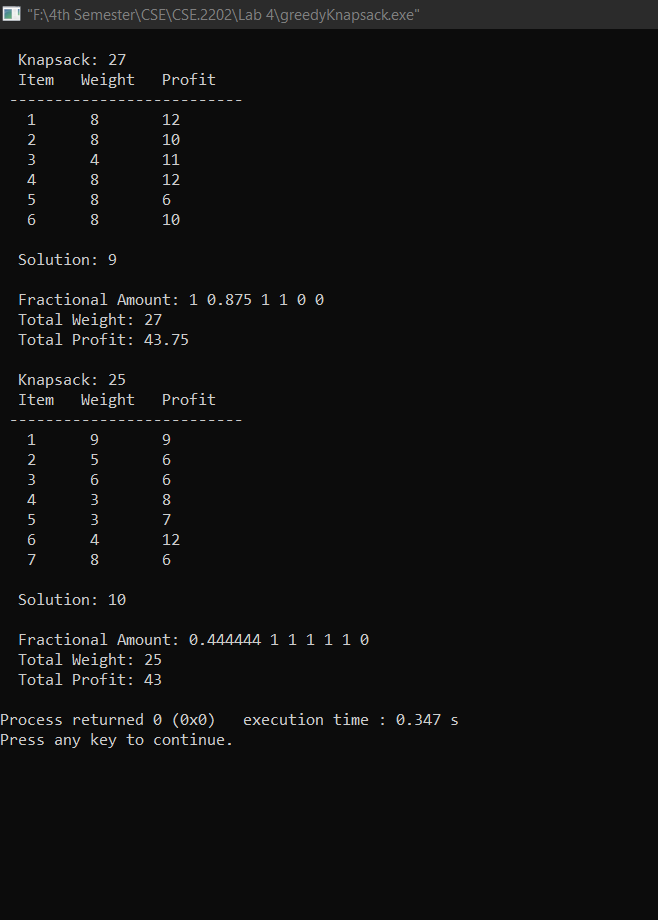 "F:\4th Semester\CSE\CSE.2202\Lab 4\greedyKnapsack.exe"
Knapsack: 27
Item Weight Profit
--------------------------
1 8 12
2 8 10
3 4 11
4 8 12
5 8 6
6 8 10
Solution: 9
Fractional Amount: 1 0.875 1 1 0 0
Total Weight: 27
Total Profit: 43.75
Knapsack: 25
Item Weight Profit
--------------------------
1 9 9
2 5 6
3 6 6
4 3 8
5 3 7
6 4 12
7 8 6
Solution: 10
Fractional Amount: 0.444444 1 1 1 1 1 0
Total Weight: 25
Total Profit: 43
Process returned 0 (0x0) execution time : 0.347 s
Press any key to continue.